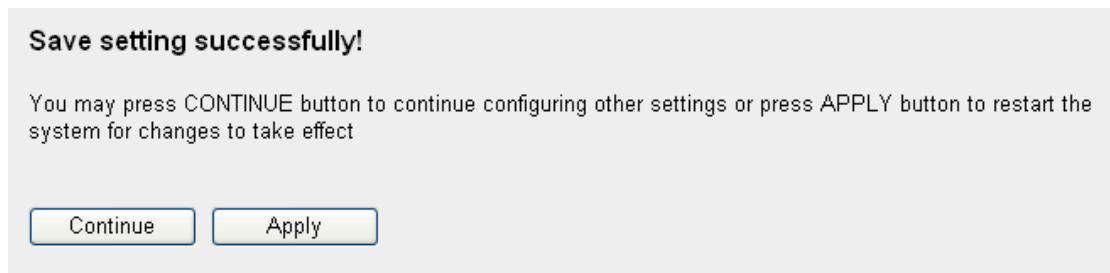 Save setting successfully!
You may press CONTINUE button to continue configuring other settings or press APPLY button to restart the
system for changes to take effect
Continue
Apply